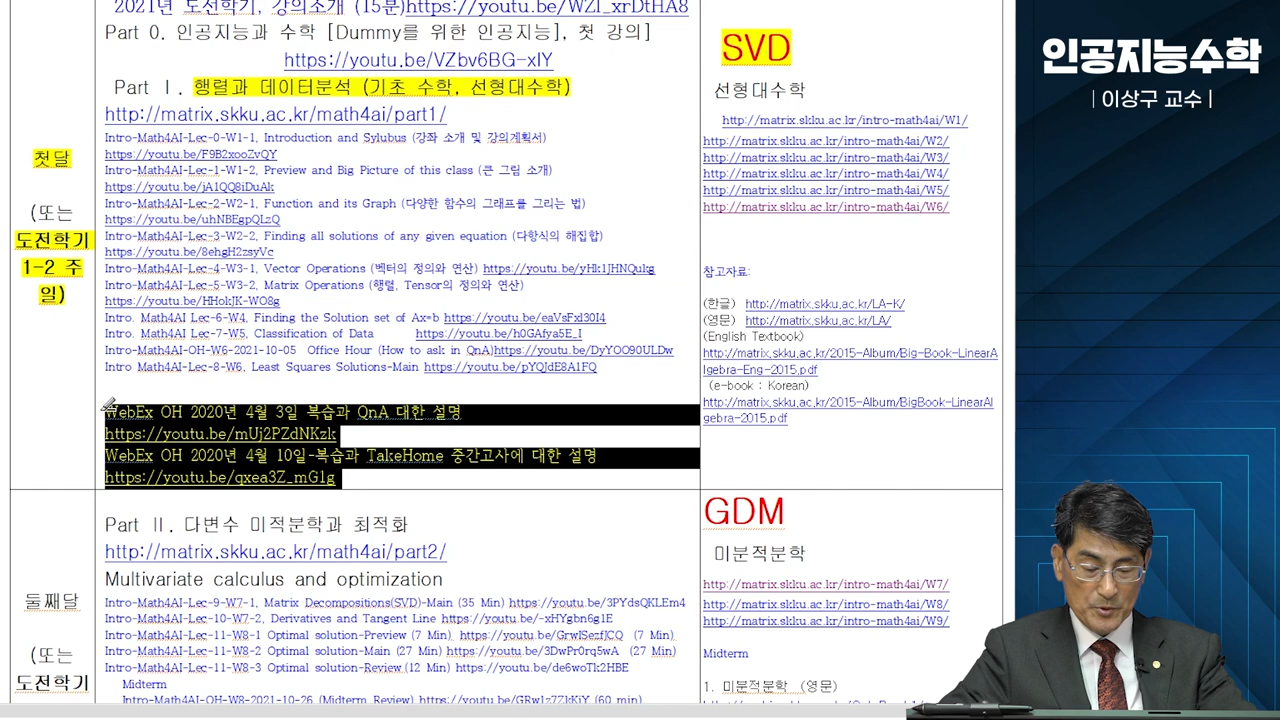 2021년 도전학기, 강의소개 (15분)https://youtu.be/WZI_xrDtHA8
Part 0. 인공지능과 수학 [Dummy를 위한 인공지능], 첫 강의]
https://youtu.be/VZbv6BG-xIY
Part Ⅰ. 행렬과 데이터분석 (기초 수학, 선형대수학)
http://matrix.skku.ac.kr/math4ai/part1/
Intro-Math4AI-Lec-0-W1-1, Introduction and Sylubus (강좌 소개 및 강의계획서)
https://youtu.be/F9B2xooZvQY
Intro-Math4AI-Lec-1-W1-2, Preview and Big Picture of this class (큰 그림 소개)
https://youtu.be/jA1QQ8iDuAk
Intro-Math4AI-Lec-2-W2-1, Function and its Graph (다양한 함수의 그래프를 그리는 법)
https://youtu.be/uhNBEgpQLzQ
Intro-Math4AI-Lec-3-W2-2, Finding all solutions of any given equation (다항식의 해집합)
https://youtu.be/8ehgH2zsyVc
Intro-Math4AI-Lec-4-W3-1, Vector Operations (벡터의 정의와 연산) https://youtu.be/yHk1JHNQukg
Intro-Math4AI-Lec-5-W3-2, Matrix Operations (행렬, Tensor의 정의와 연산)
https://youtu.be/HHokJK-WO8g
Intro. Math4AI Lec-6-W4, Finding the Solution set of Ax=b https://youtu.be/eaVsFxI30I4
Intro. Math4AI Lec-7-W5, Classification of Data https://youtu.be/h0GAfya5E_I
Intro-Math4AI-OH-W6-2021-10-05 Office Hour (How to ask in QnA)https://youtu.be/DyYOO90ULDw
Intro Math4AI-Lec-8-W6, Least Squares Solutions-Main https://youtu.be/pYQJdE8A1FQ
WebEx OH 2020년 4월 3일 복습과 QnA 대한 설명
https://youtu.be/mUj2PZdNKzk
WebEx OH 2020년 4월 10일-복습과 TakeHome 중간고사에 대한 설명
https://youtu.be/qxea3Z_mG1g
첫달
(또는
도전학기
1-2 주
일)
SVD
선형대수학
http://matrix.skku.ac.kr/intro-math4ai/W1/
http://matrix.skku.ac.kr/intro-math4ai/W2/
http://matrix.skku.ac.kr/intro-math4ai/W3/
http://matrix.skku.ac.kr/intro-math4ai/W4/
http://matrix.skku.ac.kr/intro-math4ai/W5/
http://matrix.skku.ac.kr/intro-math4ai/W6/
참고자료:
(한글) http://matrix.skku.ac.kr/LA-K/
(영문) http://matrix.skku.ac.kr/LA/
(English Textbook)
http://matrix.skku.ac.kr/2015-Album/Big-Book-LinearA
lgebra-Eng-2015.pdf
(e-book : Korean)
http://matrix.skku.ac.kr/2015-Album/BigBook-LinearAl
gebra-2015.pdf
인공지능수학
| 이상구 교수 |
둘째달
(또는
도전학기
Part Ⅱ. 다변수 미적분학과 최적화
http://matrix.skku.ac.kr/math4ai/part2/
Multivariate calculus and optimization
Intro-Math4AI-Lec-9-W7-1, Matrix Decompositions(SVD)-Main (35 Min) https://youtu.be/3PYdsQKLEm4
Intro-Math4AI-Lec-10-W7-2, Derivatives and Tangent Line https://youtu.be/-xHYgbn6g1E
Intro-Math4AI-Lec-11-W8-1 Optimal solution-Preview (7 Min) https://youtu.be/GrwISezfJCQ (7 Min)
Intro-Math4AI-Lec-11-W8-2 Optimal solution-Main (27 Min) https://youtu.be/3DwPr0rq5wA (27 Min)
Intro-Math4AI-Lec-11-W8-3 Optimal solution-Review (12 Min) https://youtu.be/de6woTk2HBE
Midterm
Intro-Math4AI-OH-W8-2021-10-26 (Midterm Review) https://youtu.be/GRw1z7ZkKjY (60 min)
GDM
미분적분학
http://matrix.skku.ac.kr/intro-math4ai/W7/
http://matrix.skku.ac.kr/intro-math4ai/W8/
http://matrix.skku.ac.kr/intro-math4ai/W9/
Midterm
1. 미분적분학 (영문)